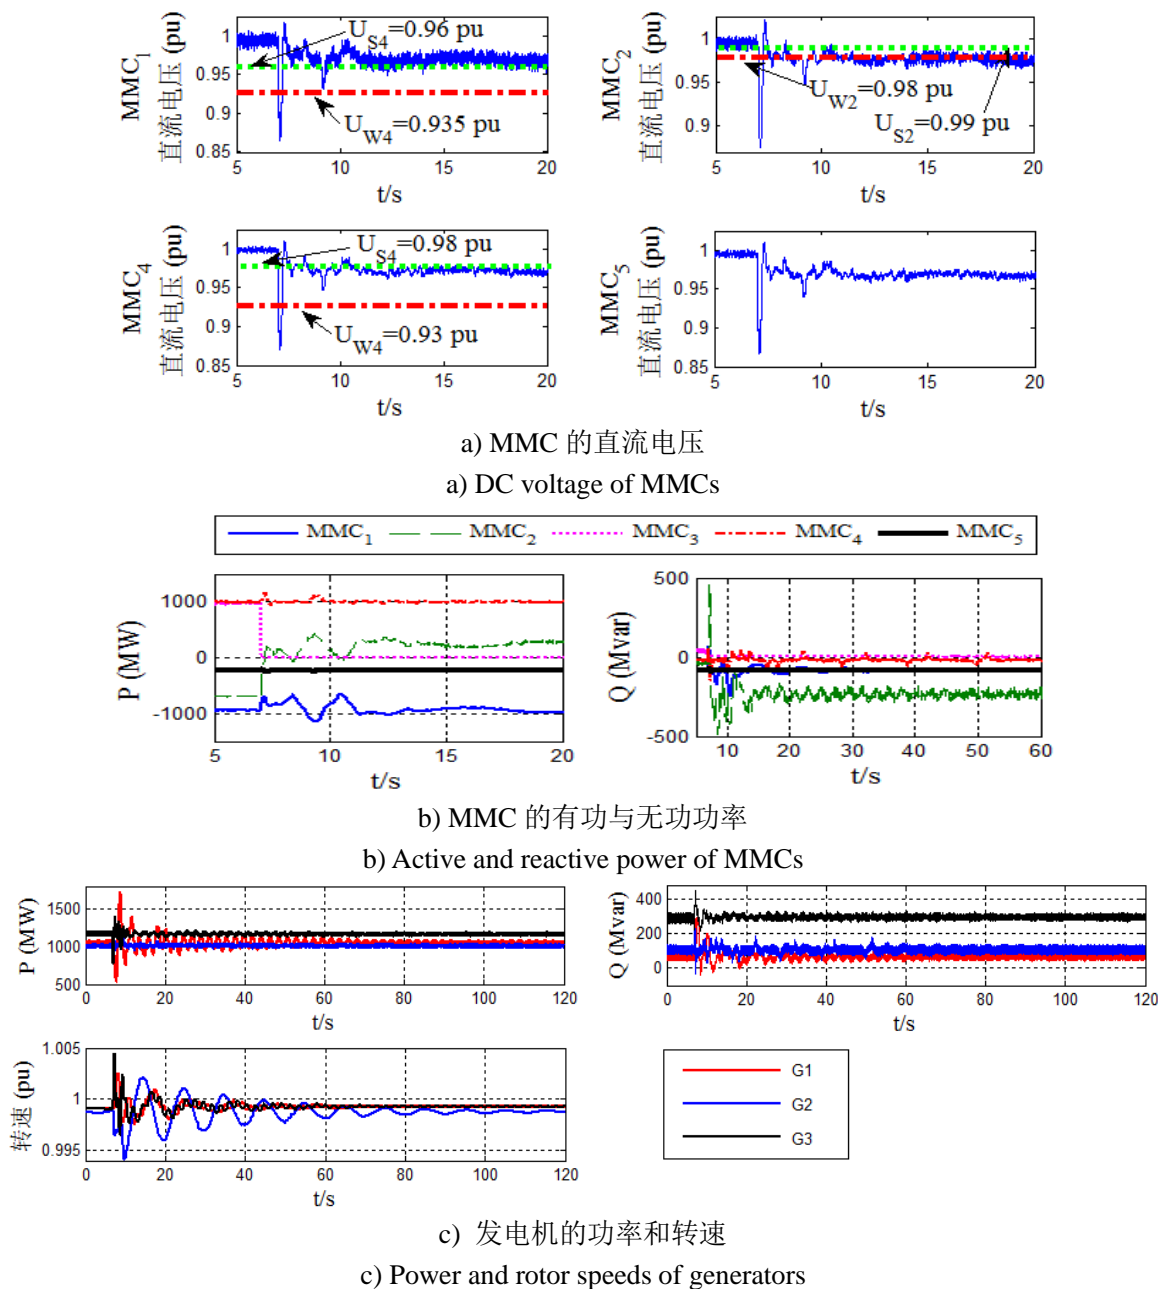 MMC₁
直流电压 (pu)
1
0.95
0.9
0.85
U_S4=0.96 pu
U_W4=0.935 pu
5 10 15 20
t/s
MMC₂
直流电压 (pu)
1
0.95
0.9
U_W2=0.98 pu
U_S2=0.99 pu
5 10 15 20
t/s
MMC₄
直流电压 (pu)
1
0.95
0.9
0.85
U_S4=0.98 pu
U_W4=0.93 pu
5 10 15 20
t/s
MMC₅
直流电压 (pu)
1
0.95
0.9
0.85
5 10 15 20
t/s
a) MMC 的直流电压
a) DC voltage of MMCs
MMC₁ MMC₂ MMC₃ MMC₄ MMC₅
P (MW)
1000
0
-1000
5 10 15 20
t/s
Q (Mvar)
500
0
-500
10 20 30 40 50 60
t/s
b) MMC 的有功与无功功率
b) Active and reactive power of MMCs
P (MW)
1500
1000
500
0 20 40 60 80 100 120
t/s
Q (Mvar)
400
200
0
0 20 40 60 80 100 120
t/s
转速 (pu)
1.005
1
0.995
0 20 40 60 80 100 120
t/s
G1
G2
G3
c) 发电机的功率和转速
c) Power and rotor speeds of generators